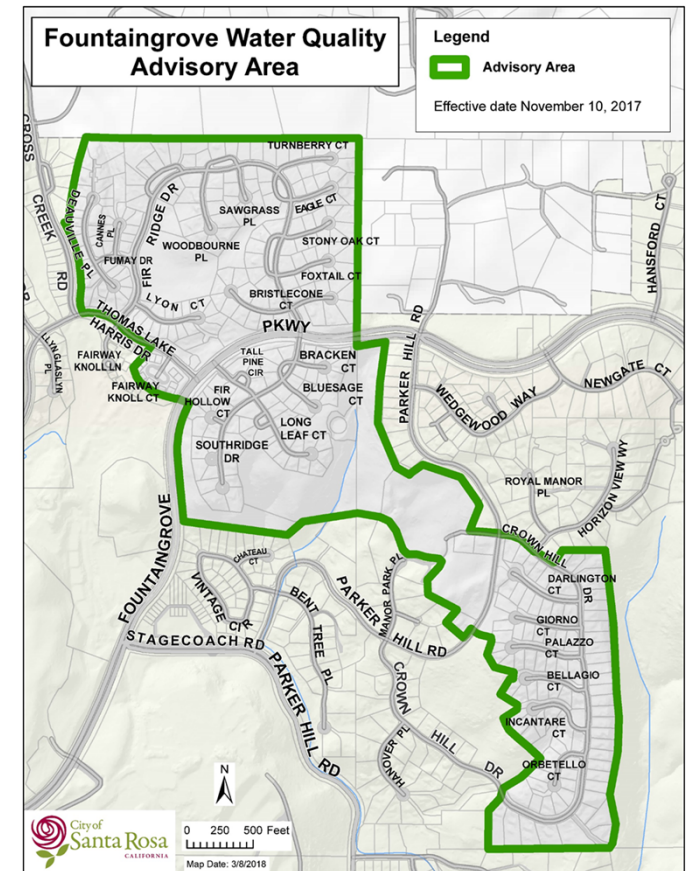 Fountaingrove Water Quality
Advisory Area
Legend
Advisory Area
Effective date November 10, 2017
CROSS
CREEK
RD
TURNBERRY CT
DEAUVILLE PL
CANNES
PL
FIR RIDGE DR
SAWGRASS
PL
EAGLE CT
WOODBOURNE
PL
STONY OAK CT
FUMAY DR
FOXTAIL CT
LYON CT
BRISTLECONE
CT
HANSFORD CT
THOMAS LAKE
HARRIS DR
PKWY
PARKER HILL RD
LLYN GLASLYN
PL
FAIRWAY
KNOLL LN
FAIRWAY
KNOLL CT
TALL
PINE
CIR
BRACKEN
CT
BLUESAGE
CT
FIR
HOLLOW
CT
LONG
LEAF CT
SOUTHRIDGE
DR
WEDGEWOOD WAY
NEWGATE CT
ROYAL MANOR
PL
HORIZON VIEW WY
FOUNTAINGROVE
CROWN HILL
DR
DARLINGTON
CT
CHATEAU
CT
VINTAGE CIR
BENT
TREE PL
PARKER
HILL RD
MANOR PARK PL
GIORNO
CT
PALAZZO
CT
STAGECOACH RD
PARKER HILL RD
BELLAGIO
CT
CROWN
HILL
DR
INCANTARE
CT
HANOVER PL
ORBETELLO
CT
N
City of
Santa Rosa
CALIFORNIA
0 250 500 Feet
Map Date: 3/8/2018